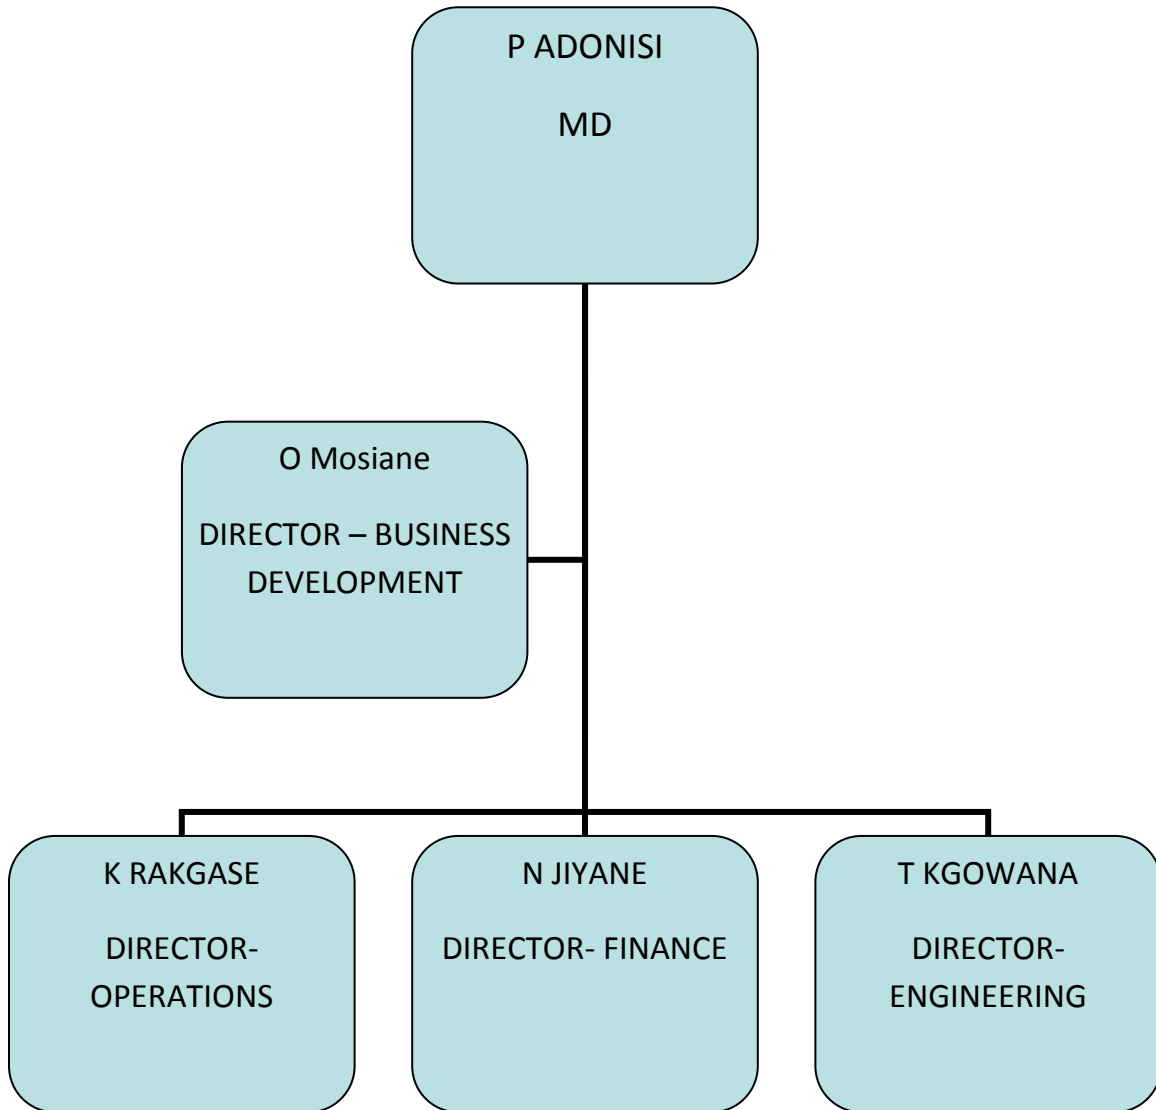 P ADONISI
MD
O Mosiane
DIRECTOR – BUSINESS
DEVELOPMENT
K RAKGASE
DIRECTOR-
OPERATIONS
N JIYANE
DIRECTOR- FINANCE
T KGOWANA
DIRECTOR-
ENGINEERING